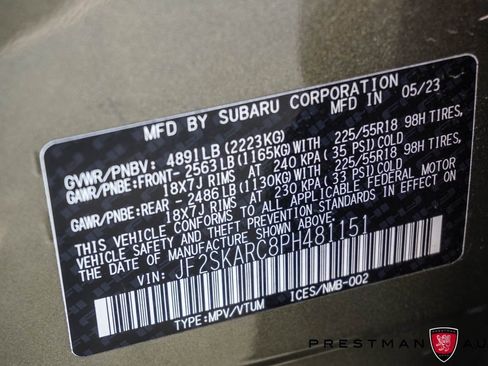 MFD BY SUBARU CORPORATION
MFD. IN 05/23
GVWR/PNBV: 4891LB (2223KG)
GAWR/PNBE: FRONT- 2563LB (1165KG) WITH 225/55R18 98H TIRES,
18X7J RIMS AT 240 KPA (35 PSI) COLD
GAWR/PNBE: REAR - 2486LB (1130KG) WITH 225/55R18 98H TIRES,
18X7J RIMS AT 230 KPA (33 PSI) COLD
THIS VEHICLE CONFORMS TO ALL APPLICABLE FEDERAL MOTOR
VEHICLE SAFETY AND THEFT PREVENTION STANDARDS IN
EFFECT ON THE DATE OF MANUFACTURE SHOWN ABOVE.
VIN: JF2SKARC8PH481151
TYPE:MPV/VTUM ICES/NMB-002
PRESTMAN AU